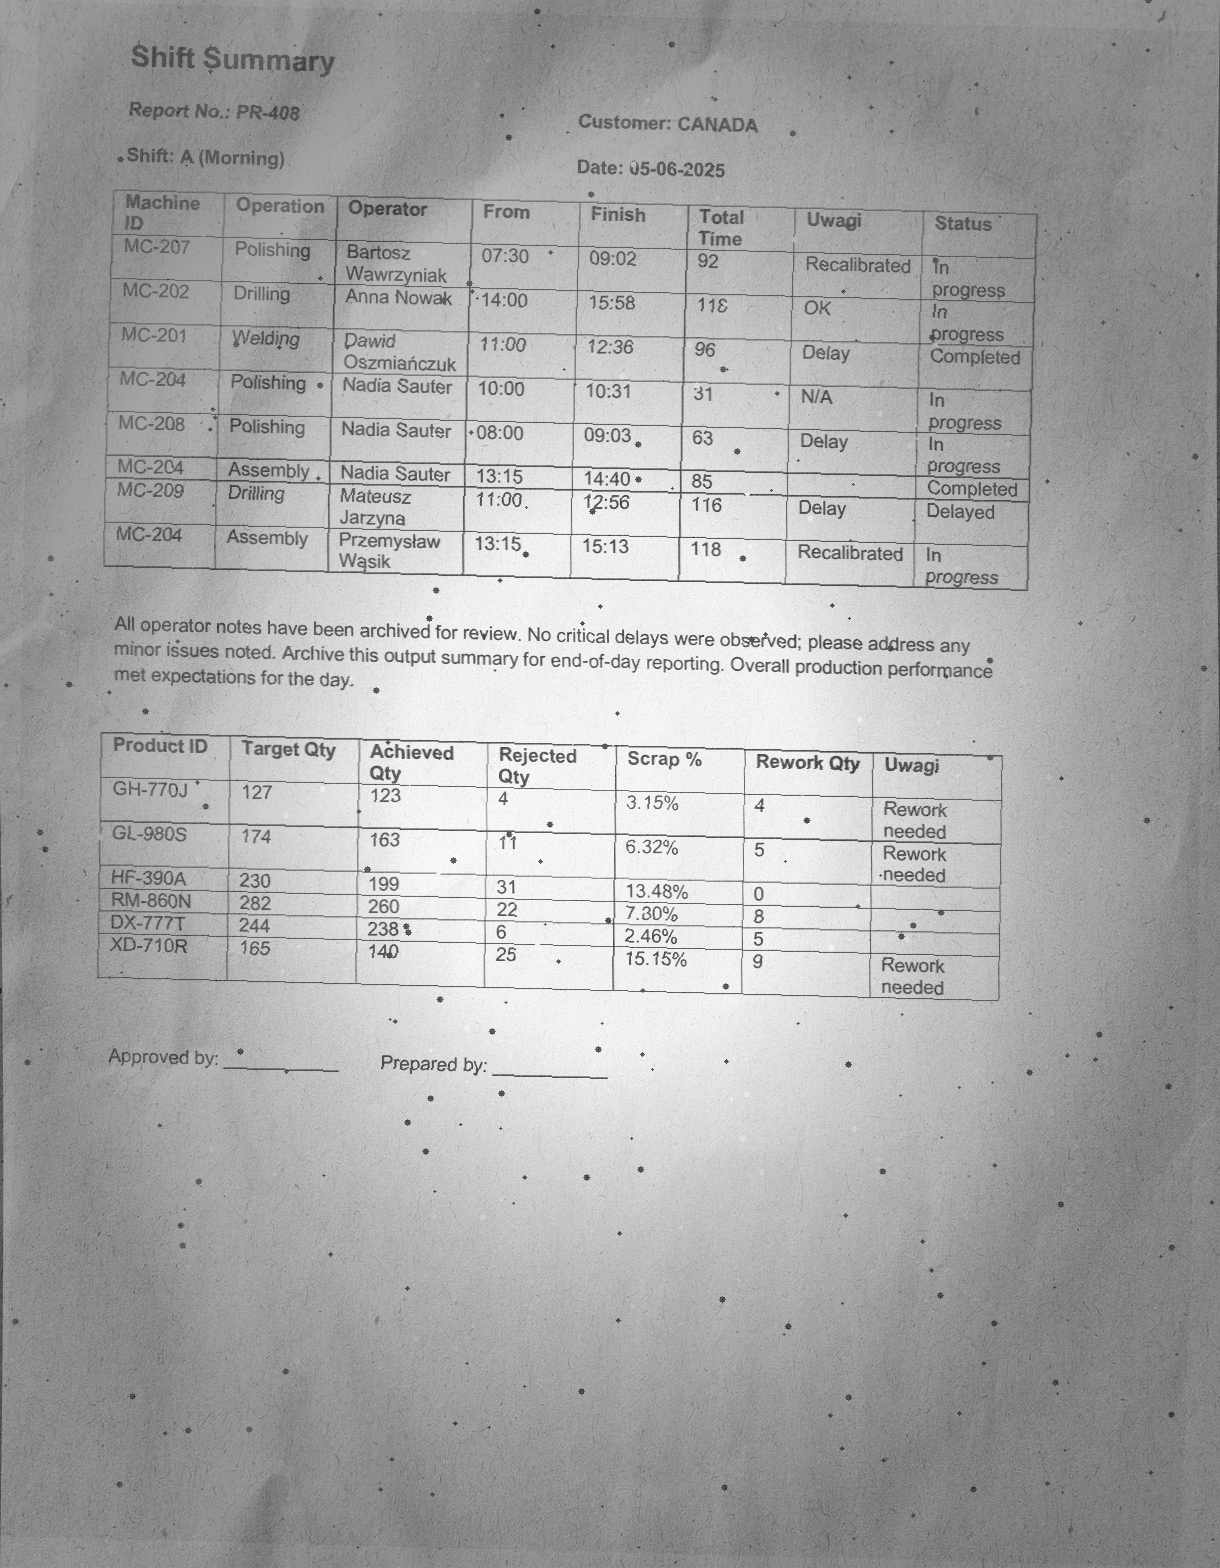 Shift Summary
Report No.: PR-408
Customer: CANADA
Shift: A (Morning)
Date: 05-06-2025
Machine ID Operation Operator From Finish Total Time Uwagi Status
MC-207 Polishing Bartosz Wawrzyniak 07:30 09:02 92 Recalibrated In progress
MC-202 Drilling Anna Nowak 14:00 15:58 118 OK In progress
MC-201 Welding Dawid Oszmiańczuk 11:00 12:36 96 Delay Completed
MC-204 Polishing Nadia Sauter 10:00 10:31 31 N/A In progress
MC-208 Polishing Nadia Sauter 08:00 09:03 63 Delay In progress
MC-204 Assembly Nadia Sauter 13:15 14:40 85 Completed
MC-209 Drilling Mateusz Jarzyna 11:00 12:56 116 Delay Delayed
MC-204 Assembly Przemysław Wąsik 13:15 15:13 118 Recalibrated In progress
All operator notes have been archived for review. No critical delays were observed; please address any
minor issues noted. Archive this output summary for end-of-day reporting. Overall production performance
met expectations for the day.
Product ID Target Qty Achieved Qty Rejected Qty Scrap % Rework Qty Uwagi
GH-770J 127 123 4 3.15% 4 Rework needed
GL-980S 174 163 11 6.32% 5 Rework needed
HF-390A 230 199 31 13.48% 0
RM-860N 282 260 22 7.80% 8
DX-777T 244 238 6 2.46% 5
XD-710R 165 140 25 15.15% 9 Rework needed
Approved by: ____________ Prepared by: ____________